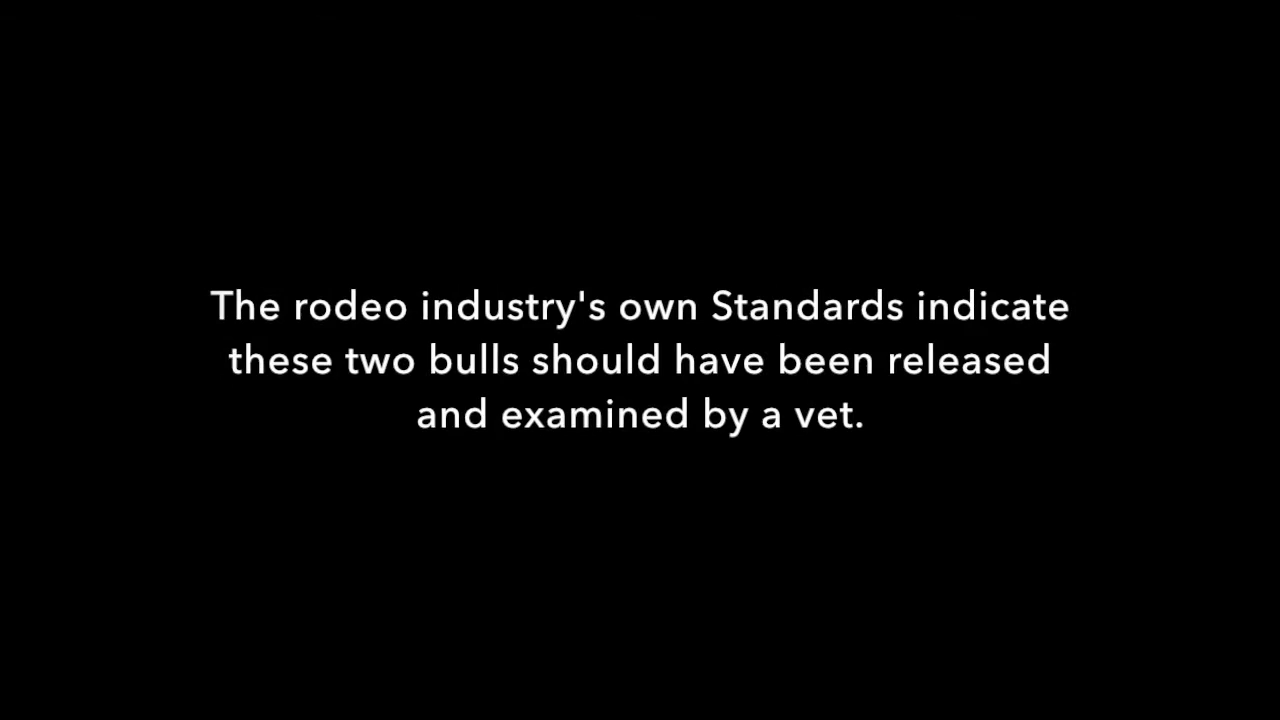 The rodeo industry's own Standards indicate
these two bulls should have been released
and examined by a vet.